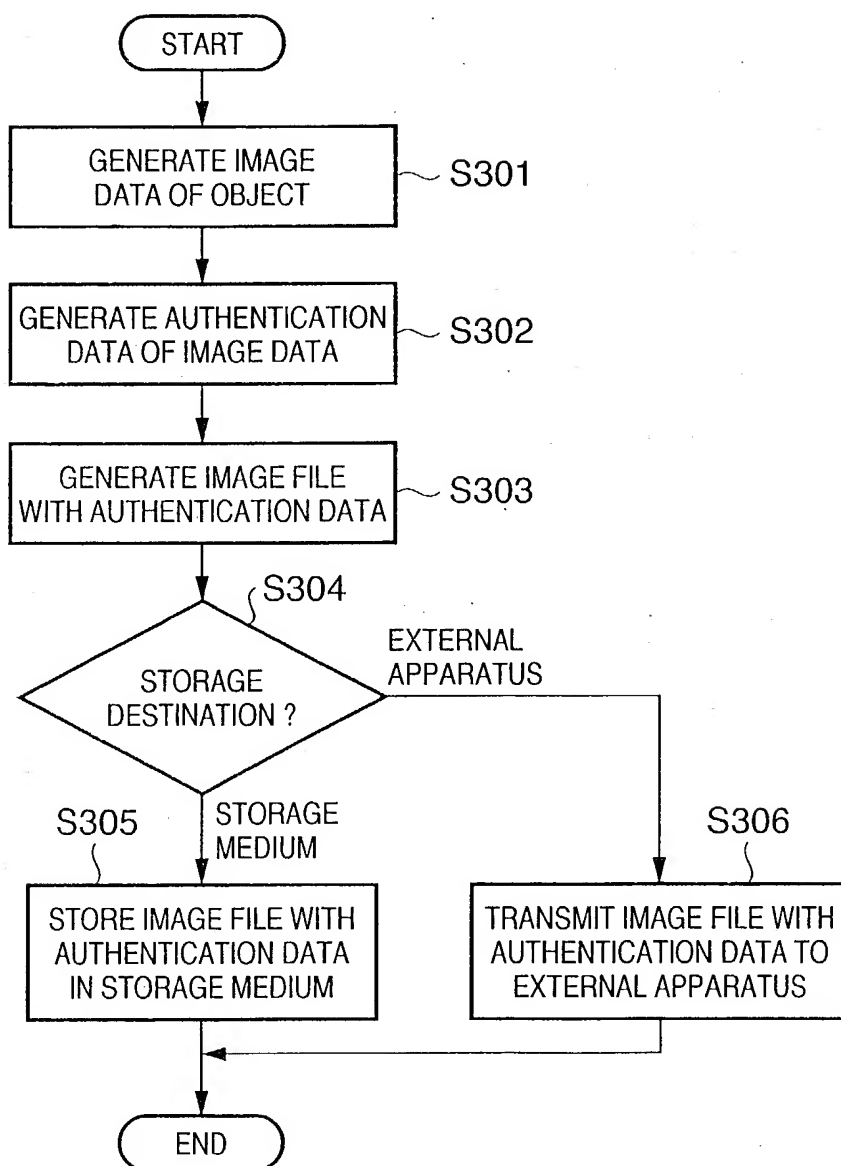 START
GENERATE IMAGE
DATA OF OBJECT
S301
GENERATE AUTHENTICATION
DATA OF IMAGE DATA
S302
GENERATE IMAGE FILE
WITH AUTHENTICATION DATA
S303
S304
STORAGE
DESTINATION ?
EXTERNAL
APPARATUS
STORAGE
MEDIUM
S305
STORE IMAGE FILE WITH
AUTHENTICATION DATA
IN STORAGE MEDIUM
S306
TRANSMIT IMAGE FILE WITH
AUTHENTICATION DATA TO
EXTERNAL APPARATUS
END